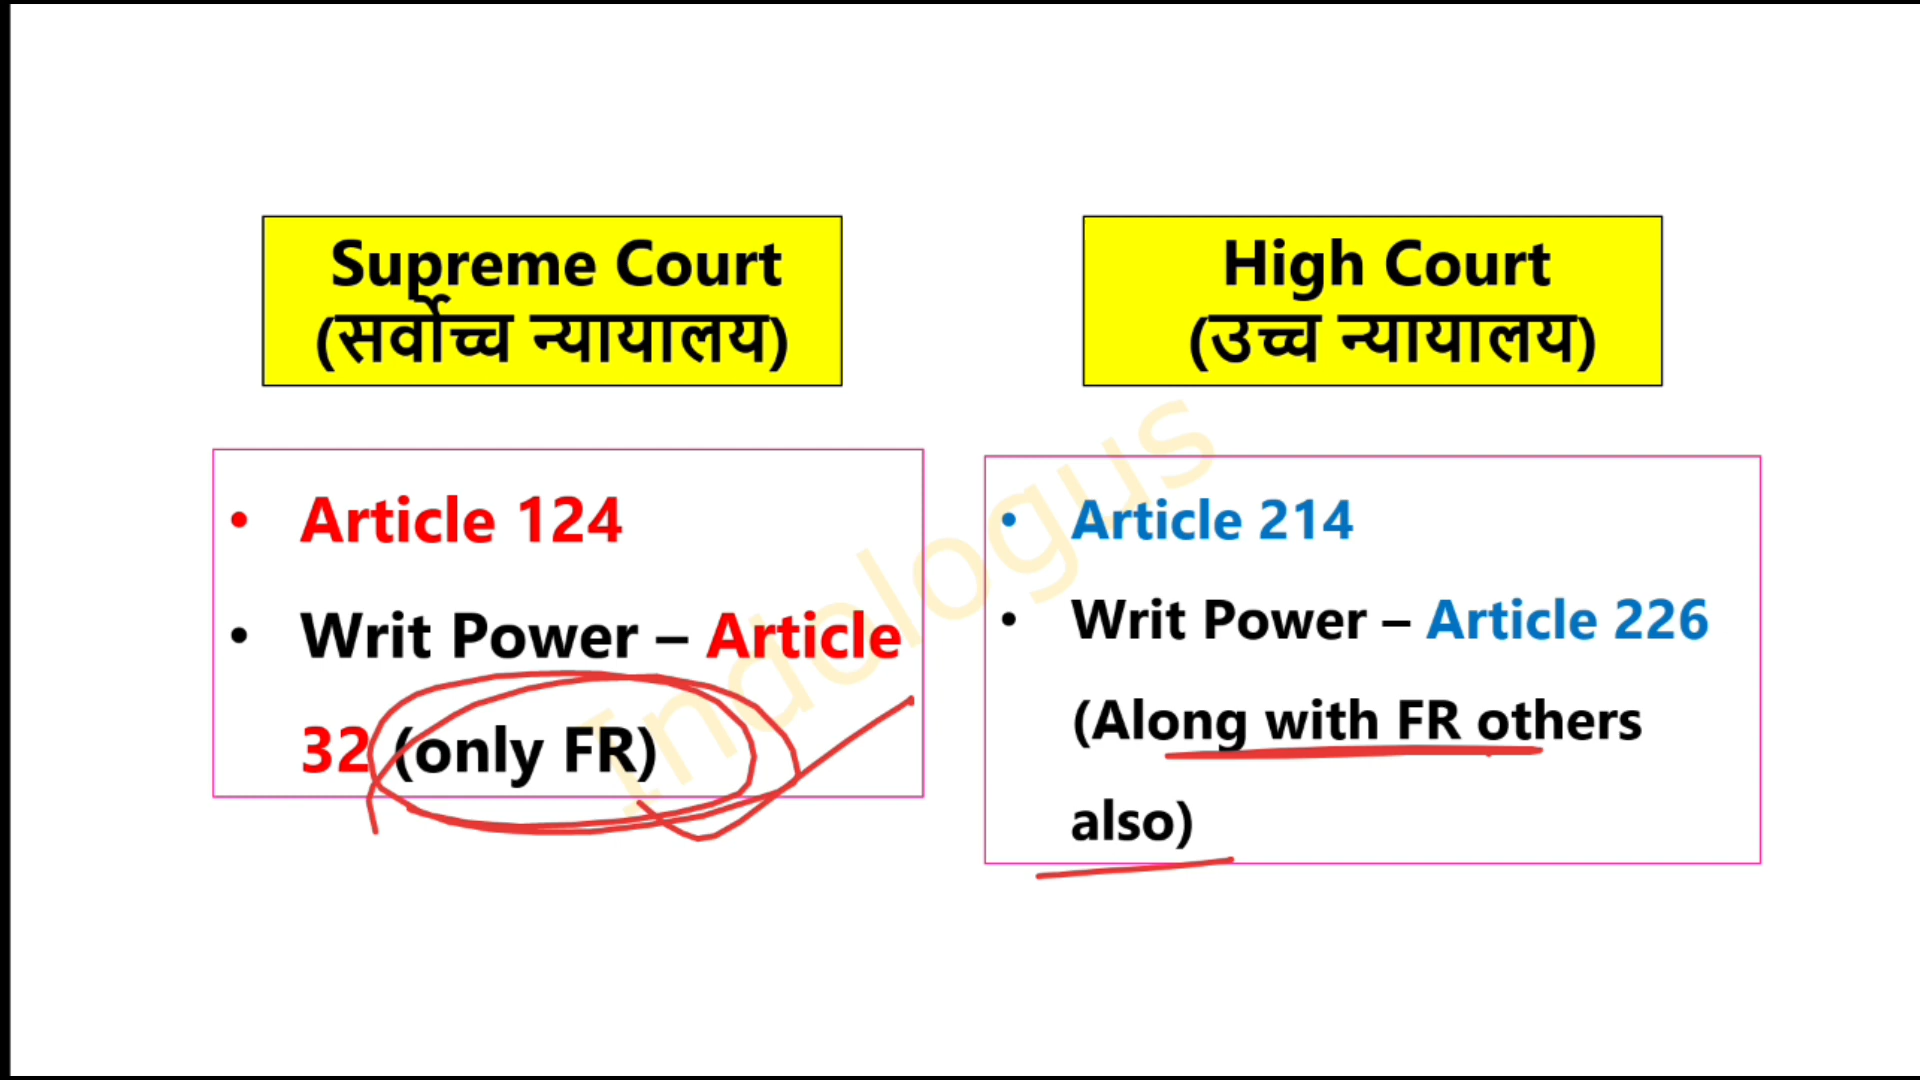 Supreme Court
(सर्वोच्च न्यायालय)
• Article 124
• Writ Power – Article
32 (only FR)
High Court
(उच्च न्यायालय)
• Article 214
• Writ Power – Article 226
(Along with FR others
also)
Indologus